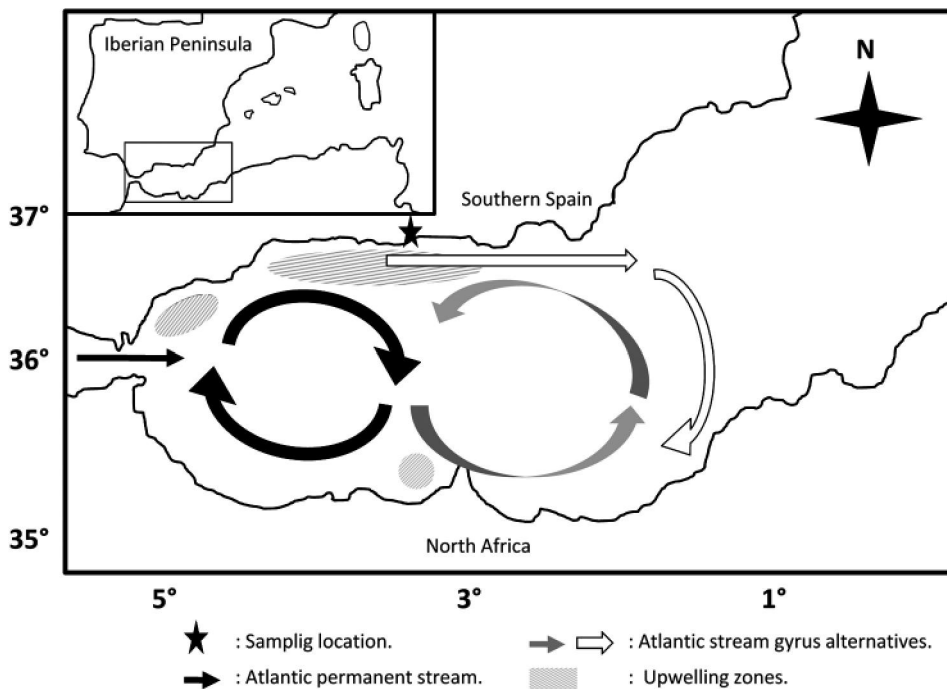 Iberian Peninsula
N
Southern Spain
37°
36°
35°
North Africa
5° 3° 1°
: Samplig location. : Atlantic stream gyrus alternatives.
: Atlantic permanent stream. : Upwelling zones.